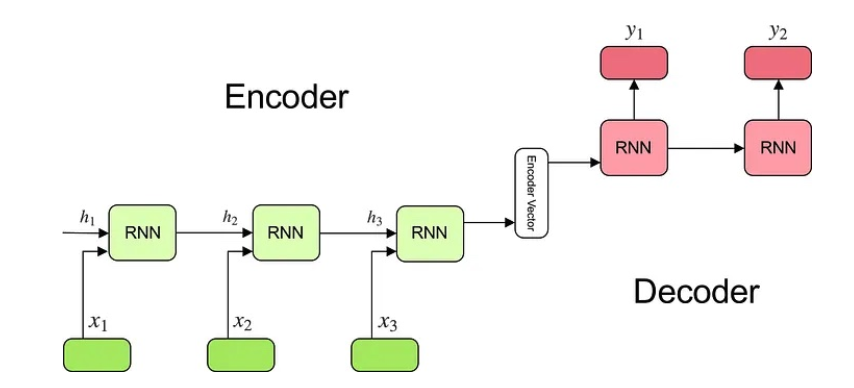 y1
y2
Encoder
RNN
RNN
Encoder Vector
h1
RNN
h2
RNN
h3
RNN
Decoder
x1
x2
x3